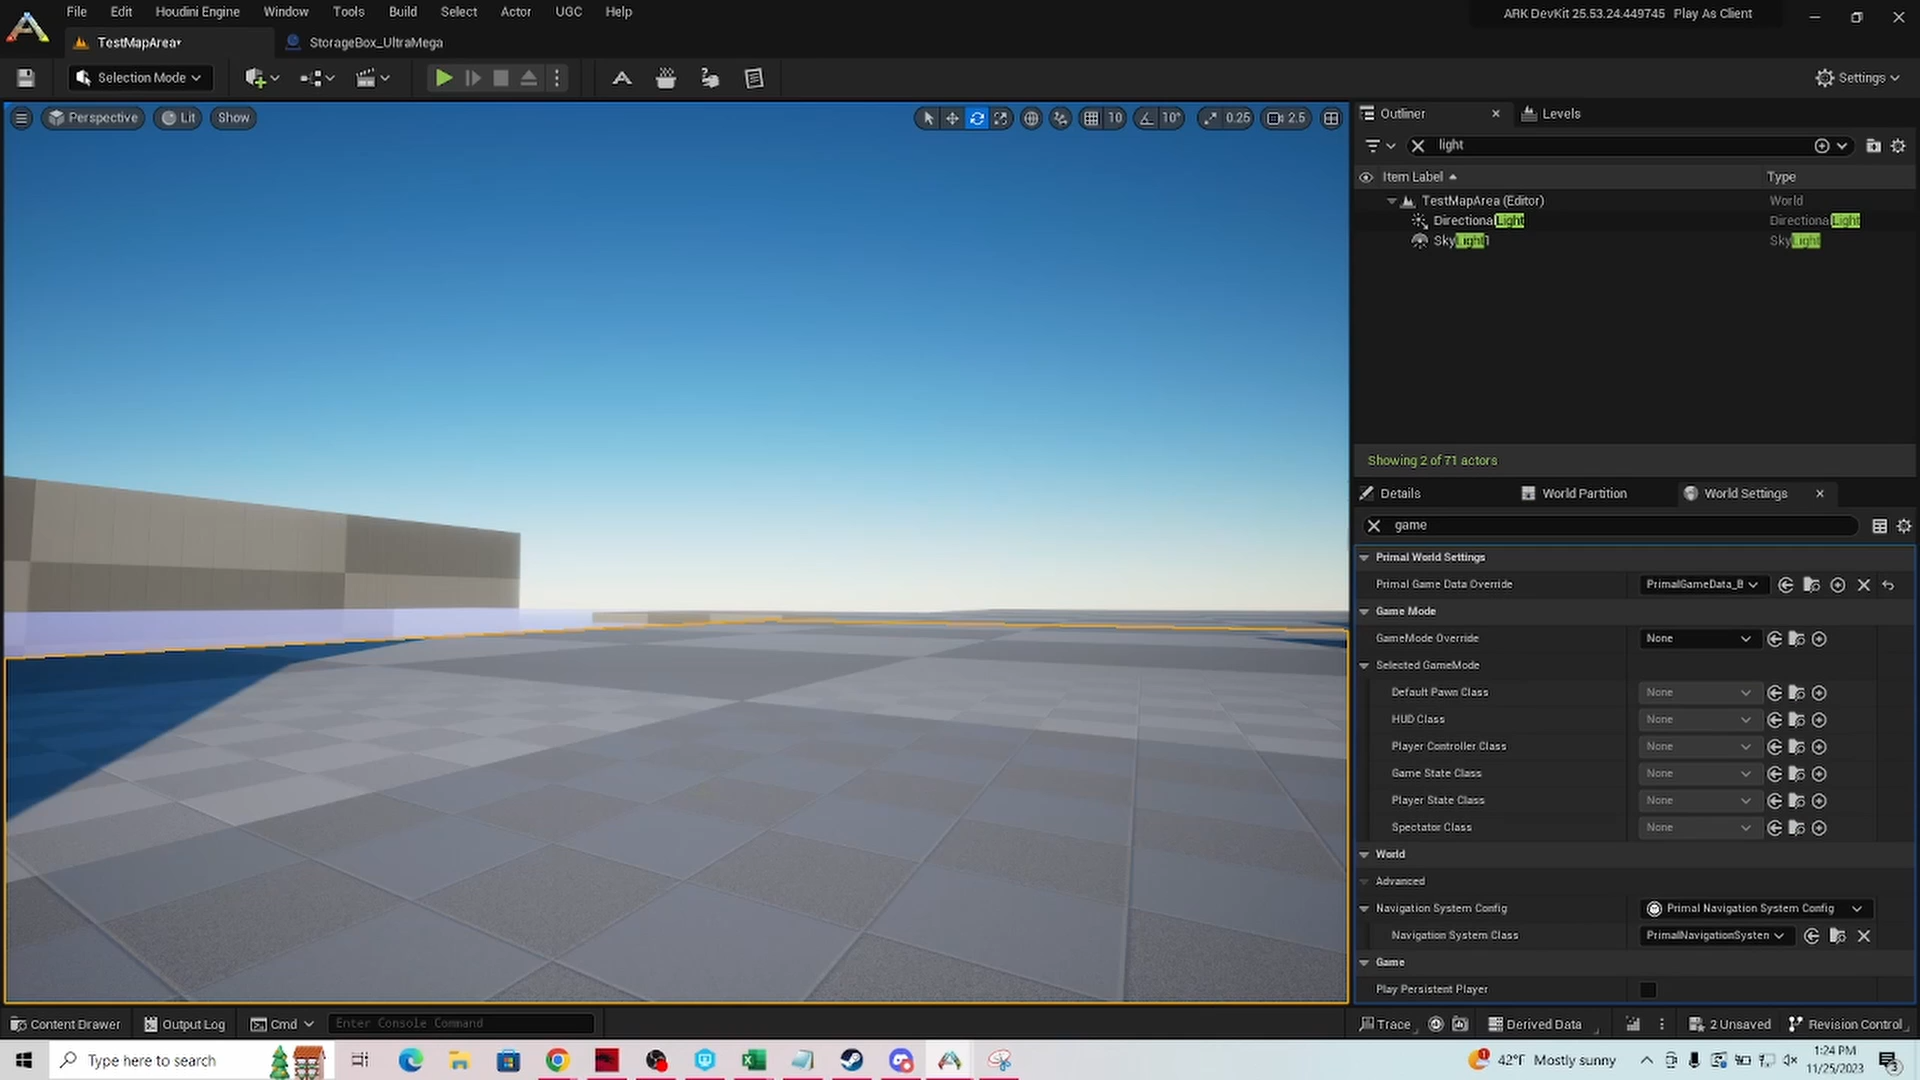 File Edit Houdini Engine Window Tools Build Select Actor UGC Help
ARK DevKit 25.53.24.449745 Play As Client
TestMapArea*
StorageBox_UltraMega
Selection Mode
Settings
Perspective
Lit
Show
10
10°
0.25
2.5
Outliner
Levels
light
Item Label
Type
TestMapArea (Editor)
World
DirectionalLight
DirectionalLight
SkyLight1
SkyLight
Showing 2 of 71 actors
Details
World Partition
World Settings
game
Primal World Settings
Primal Game Data Override
PrimalGameData_B
Game Mode
GameMode Override
None
Selected GameMode
Default Pawn Class
None
HUD Class
None
Player Controller Class
None
Game State Class
None
Player State Class
None
Spectator Class
None
World
Advanced
Navigation System Config
Primal Navigation System Config
Navigation System Class
PrimalNavigationSysten
Game
Play Persistent Player
Content Drawer
Output Log
Cmd
Enter Console Command
Trace
Derived Data
2 Unsaved
Revision Control
Type here to search
1
42°F Mostly sunny
1:24 PM
11/25/2023
3